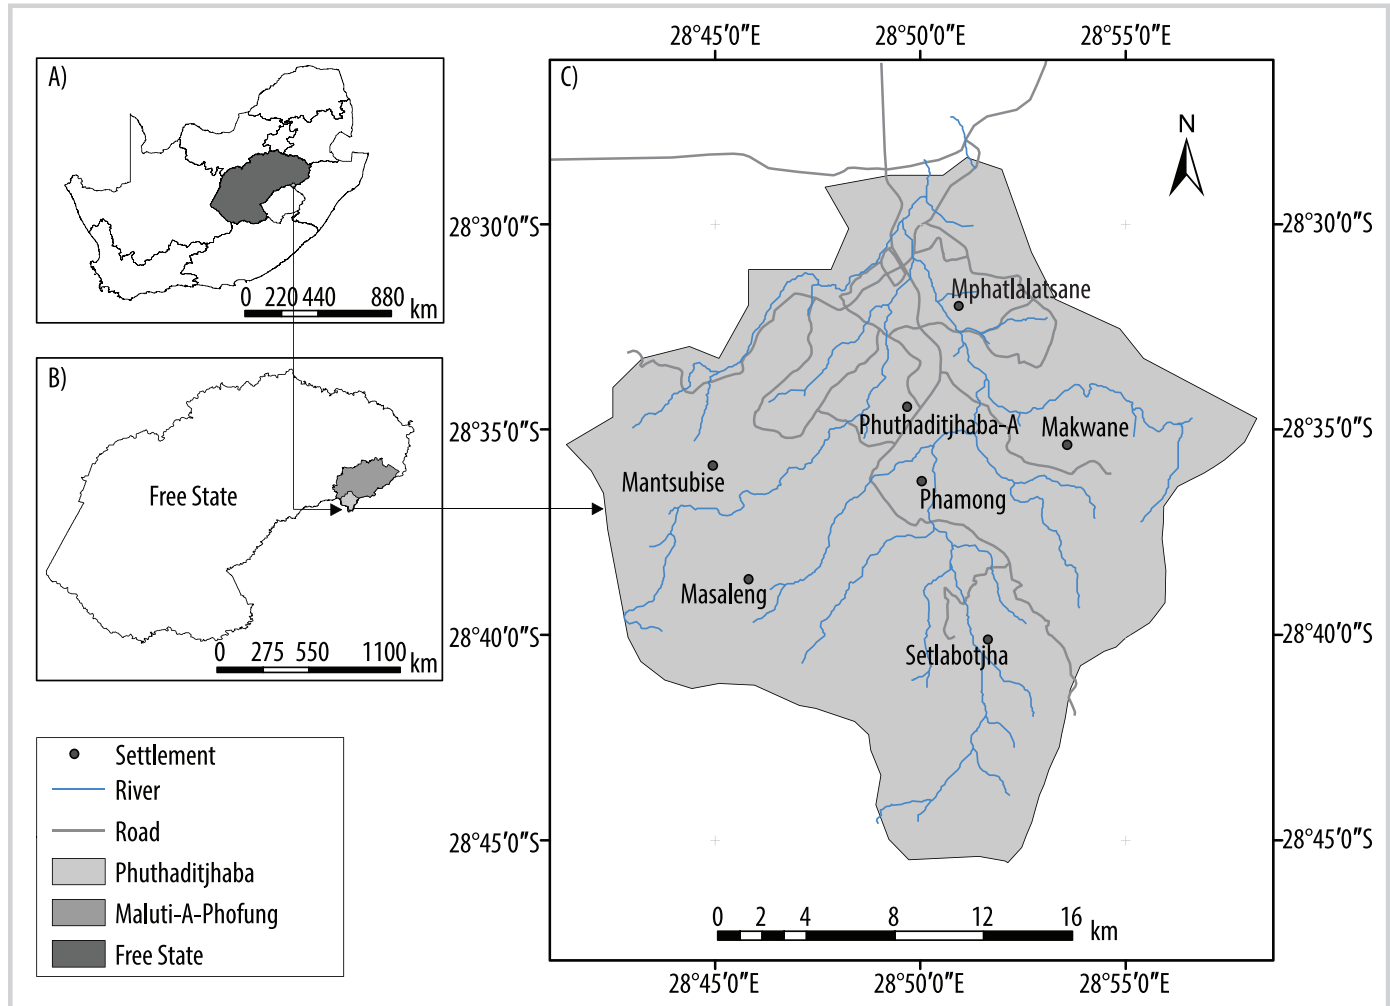 A)
0 220 440 880 km
B)
Free State
0 275 550 1100 km
Settlement
River
Road
Phuthaditjhaba
Maluti-A-Phofung
Free State
28°45′0″E 28°50′0″E 28°55′0″E
C)
N
28°30′0″S 28°30′0″S
Mphatlalatsane
Phuthaditjhaba-A
Makwane
28°35′0″S 28°35′0″S
Mantsubise
Phamong
Masaleng
28°40′0″S 28°40′0″S
Setlabotjha
28°45′0″S 28°45′0″S
0 2 4 8 12 16 km
28°45′0″E 28°50′0″E 28°55′0″E